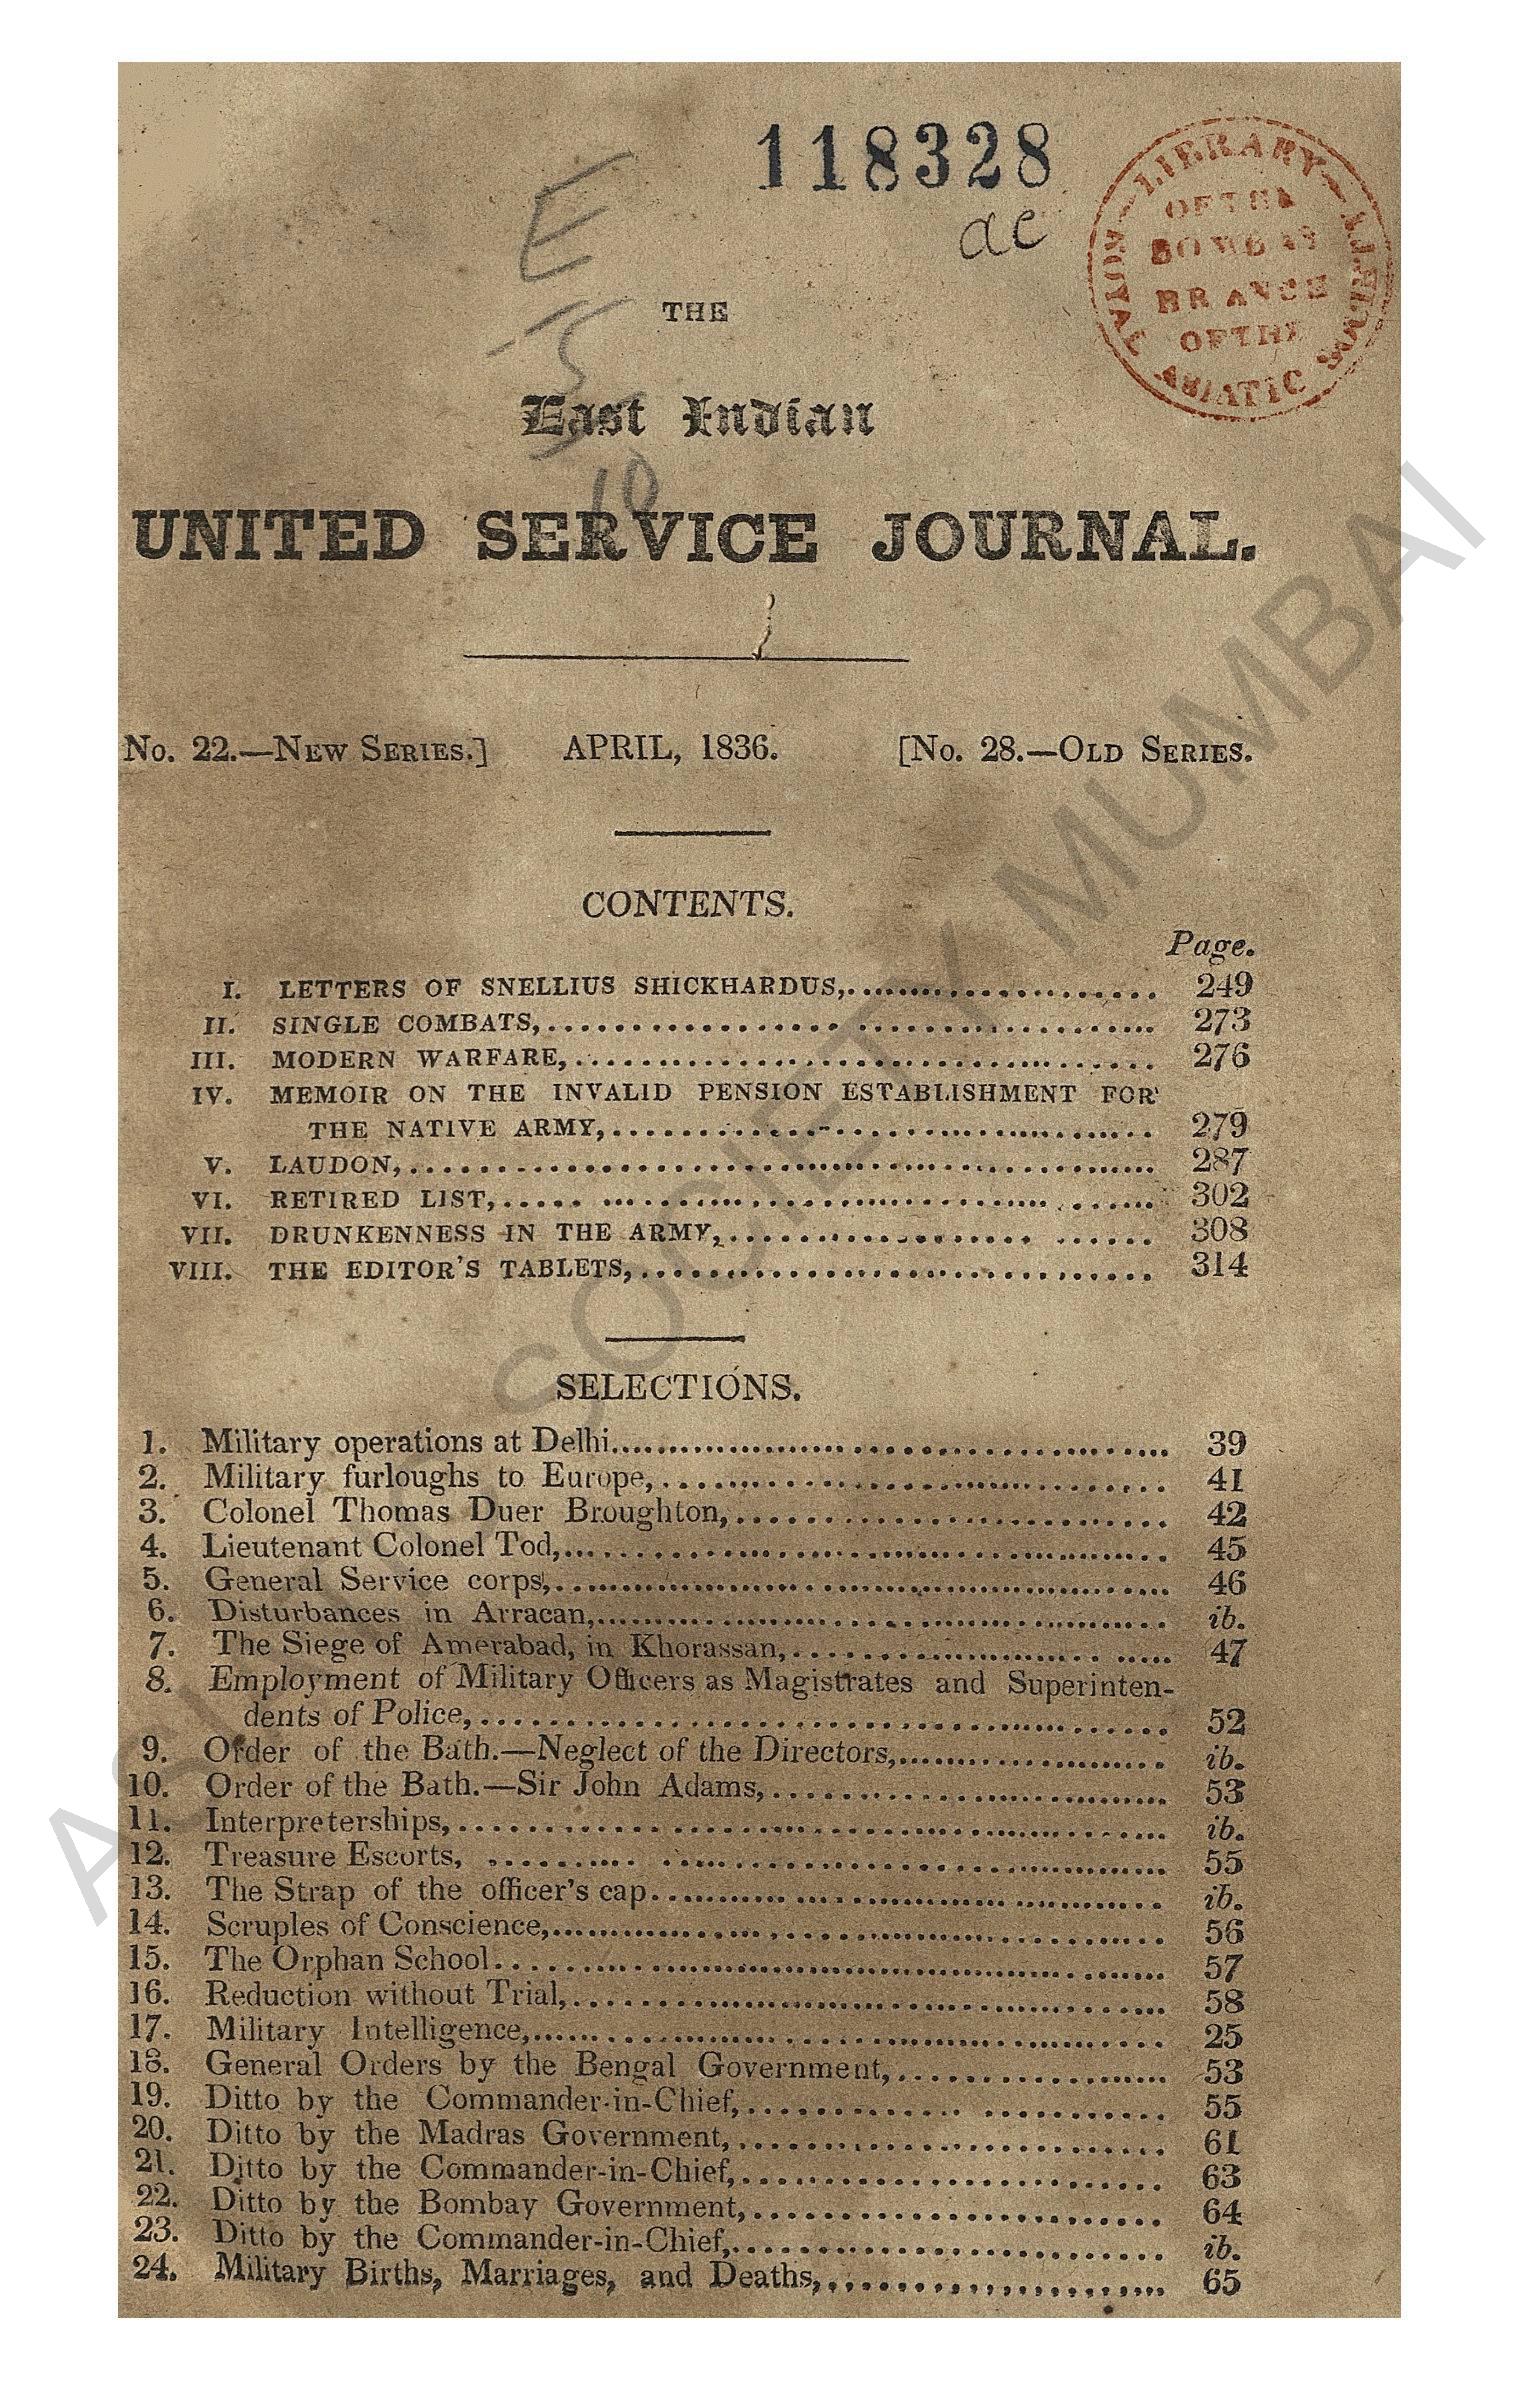 118328
ae
E
5
10
LIBRARY
OF THE
BOMBAY
BRANCH
OF THE
ROYAL ASIATIC SOCIETY
THE
East Indian
UNITED SERVICE JOURNAL.
No. 22.—New Series.] APRIL, 1836. [No. 28.—Old Series.
CONTENTS.
Page.
I. LETTERS OF SNELLIUS SHICKHARDUS, 249
II. SINGLE COMBATS, 273
III. MODERN WARFARE, 276
IV. MEMOIR ON THE INVALID PENSION ESTABLISHMENT FOR
THE NATIVE ARMY, 279
V. LAUDON, 287
VI. RETIRED LIST, 302
VII. DRUNKENNESS IN THE ARMY, 308
VIII. THE EDITOR'S TABLETS, 314
SELECTIONS.
1. Military operations at Delhi 39
2. Military furloughs to Europe, 41
3. Colonel Thomas Duer Broughton, 42
4. Lieutenant Colonel Tod, 45
5. General Service corps, 46
6. Disturbances in Arracan, ib.
7. The Siege of Amerabad, in Khorassan, 47
8. Employment of Military Officers as Magistrates and Superinten-
dents of Police, 52
9. Order of the Bath.—Neglect of the Directors, ib.
10. Order of the Bath.—Sir John Adams, 53
11. Interpreterships, ib.
12. Treasure Escorts, 55
13. The Strap of the officer's cap ib.
14. Scruples of Conscience, 56
15. The Orphan School 57
16. Reduction without Trial, 58
17. Military Intelligence, 25
18. General Orders by the Bengal Government, 53
19. Ditto by the Commander-in-Chief, 55
20. Ditto by the Madras Government, 61
21. Ditto by the Commander-in-Chief, 63
22. Ditto by the Bombay Government, 64
23. Ditto by the Commander-in-Chief, ib.
24. Military Births, Marriages, and Deaths, 65
SOCIETY MUMBAI